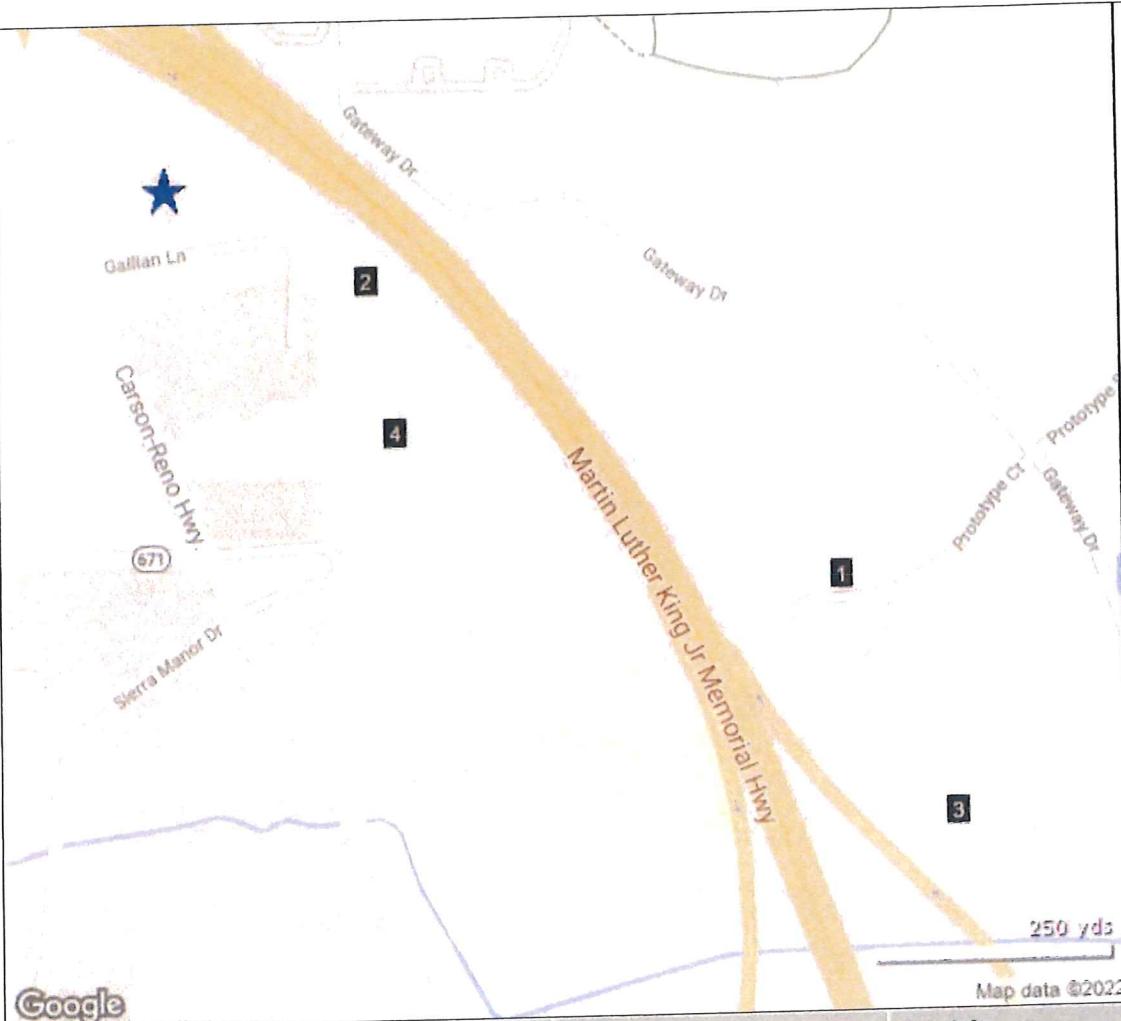 Gateway Dr
Gallian Ln
2
Gateway Dr
Carson-Reno Hwy.
4
Prototype
Martin Luther King Jr Memorial Hwy
Prototype Ct
Gateway Dr
671
1
Sierra Manor Dr
3
250 yds
Google
Map data ©2022